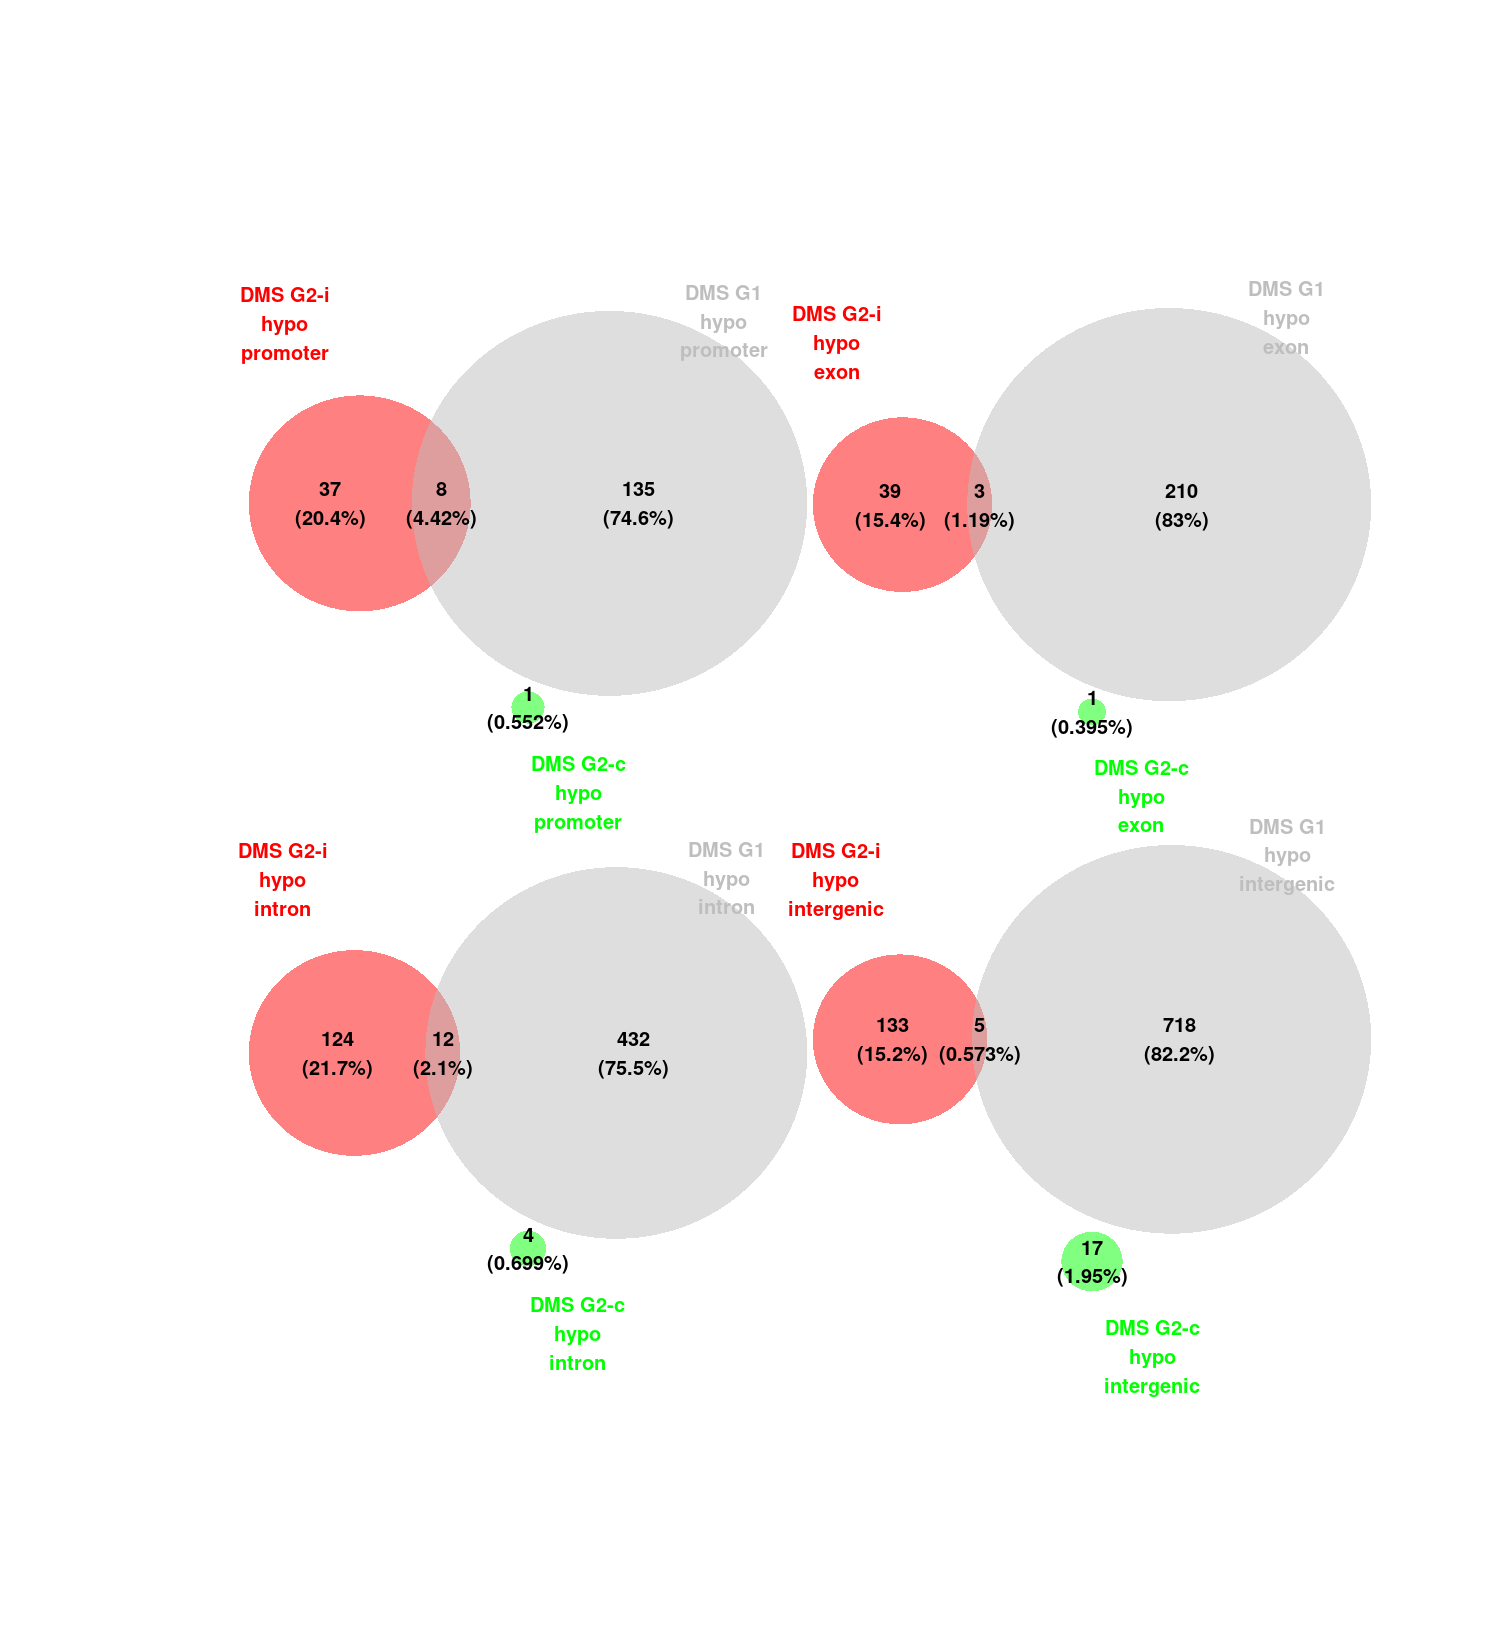 DMS G2-i
hypo
promoter
DMS G1
hypo
promoter
37
(20.4%)
8
(4.42%)
135
(74.6%)
1
(0.552%)
DMS G2-c
hypo
promoter
DMS G2-i
hypo
exon
DMS G1
hypo
exon
39
(15.4%)
3
(1.19%)
210
(83%)
1
(0.395%)
DMS G2-c
hypo
exon
DMS G2-i
hypo
intron
DMS G1
hypo
intron
124
(21.7%)
12
(2.1%)
432
(75.5%)
4
(0.699%)
DMS G2-c
hypo
intron
DMS G2-i
hypo
intergenic
DMS G1
hypo
intergenic
133
(15.2%)
5
(0.573%)
718
(82.2%)
17
(1.95%)
DMS G2-c
hypo
intergenic